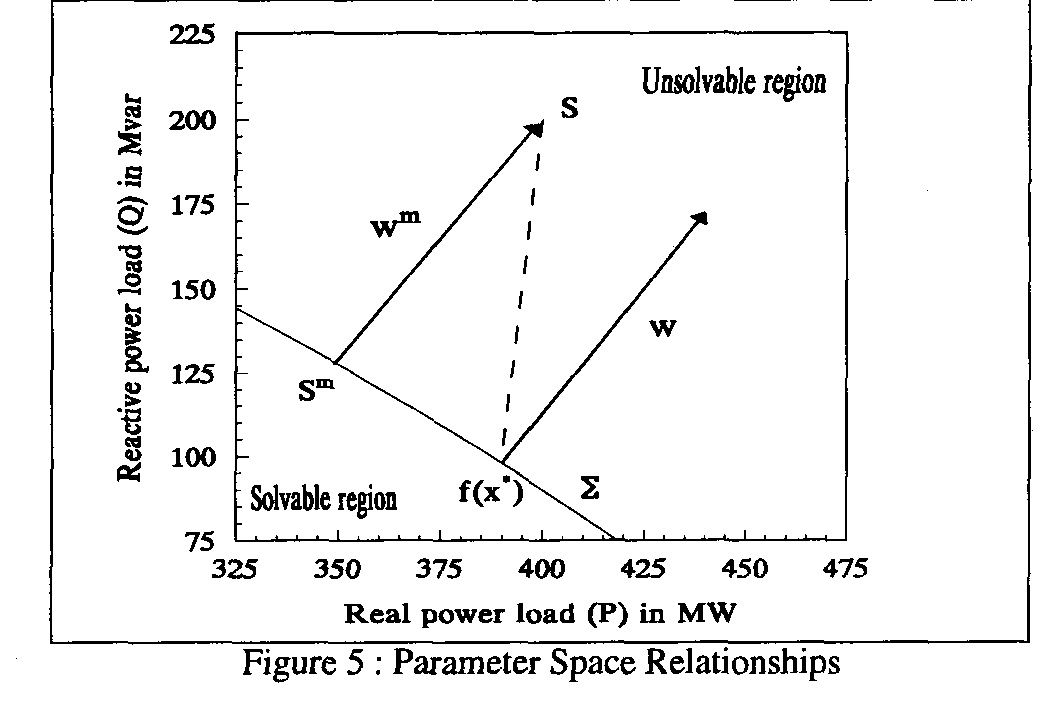 225
Unsolvable region
S
200
Reactive power load (Q) in Mvar
175
w^m
150
w
125
S^m
100
f(x*)
Σ
Solvable region
75
325 350 375 400 425 450 475
Real power load (P) in MW
Figure 5 : Parameter Space Relationships